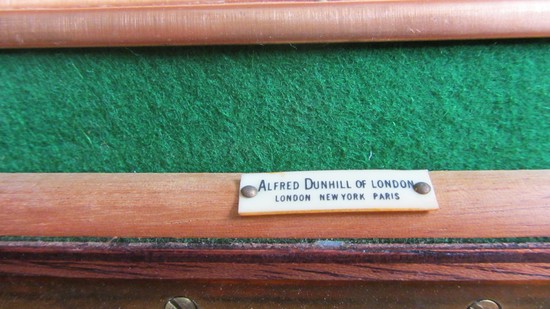 ALFRED DUNHILL OF LONDON
LONDON NEW YORK PARIS